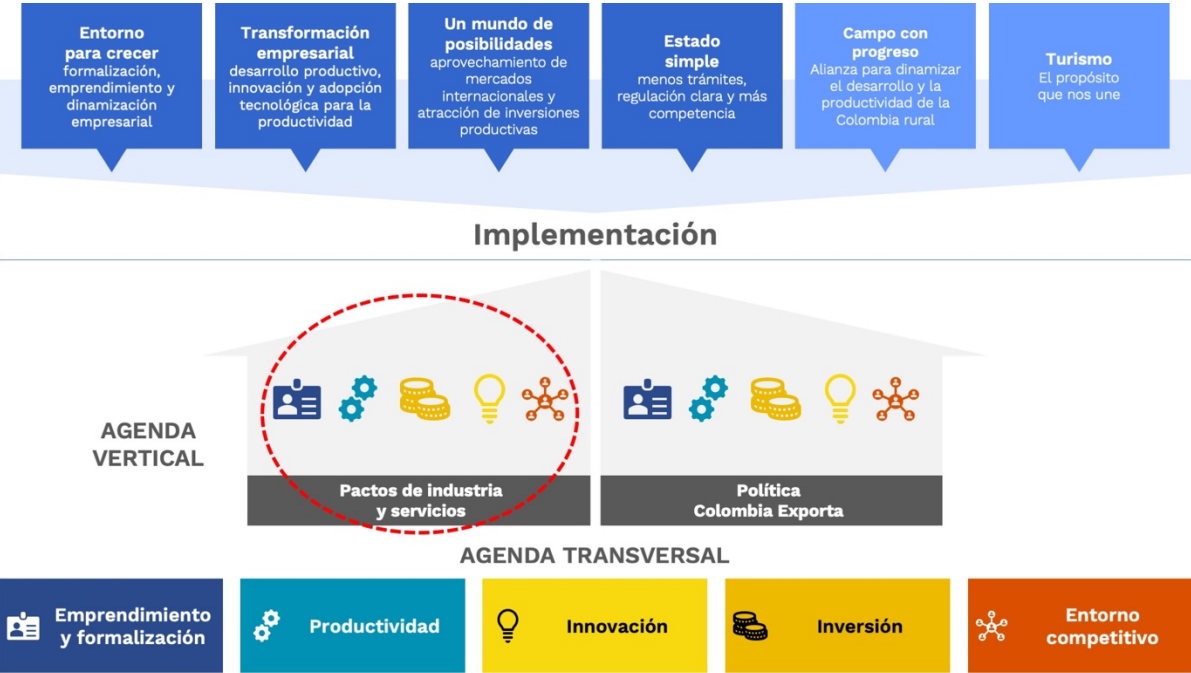 Entorno
para crecer
formalización,
emprendimiento y
dinamización
empresarial
Transformación
empresarial
desarrollo productivo,
innovación y adopción
tecnológica para la
productividad
Un mundo de
posibilidades
aprovechamiento de
mercados
internacionales y
atracción de inversiones
productivas
Estado
simple
menos trámites,
regulación clara y más
competencia
Campo con
progreso
Alianza para dinamizar
el desarrollo y la
productividad de la
Colombia rural
Turismo
El propósito
que nos une
Implementación
AGENDA
VERTICAL
Pactos de industria
y servicios
Política
Colombia Exporta
AGENDA TRANSVERSAL
Emprendimiento
y formalización
Productividad
Innovación
Inversión
Entorno
competitivo